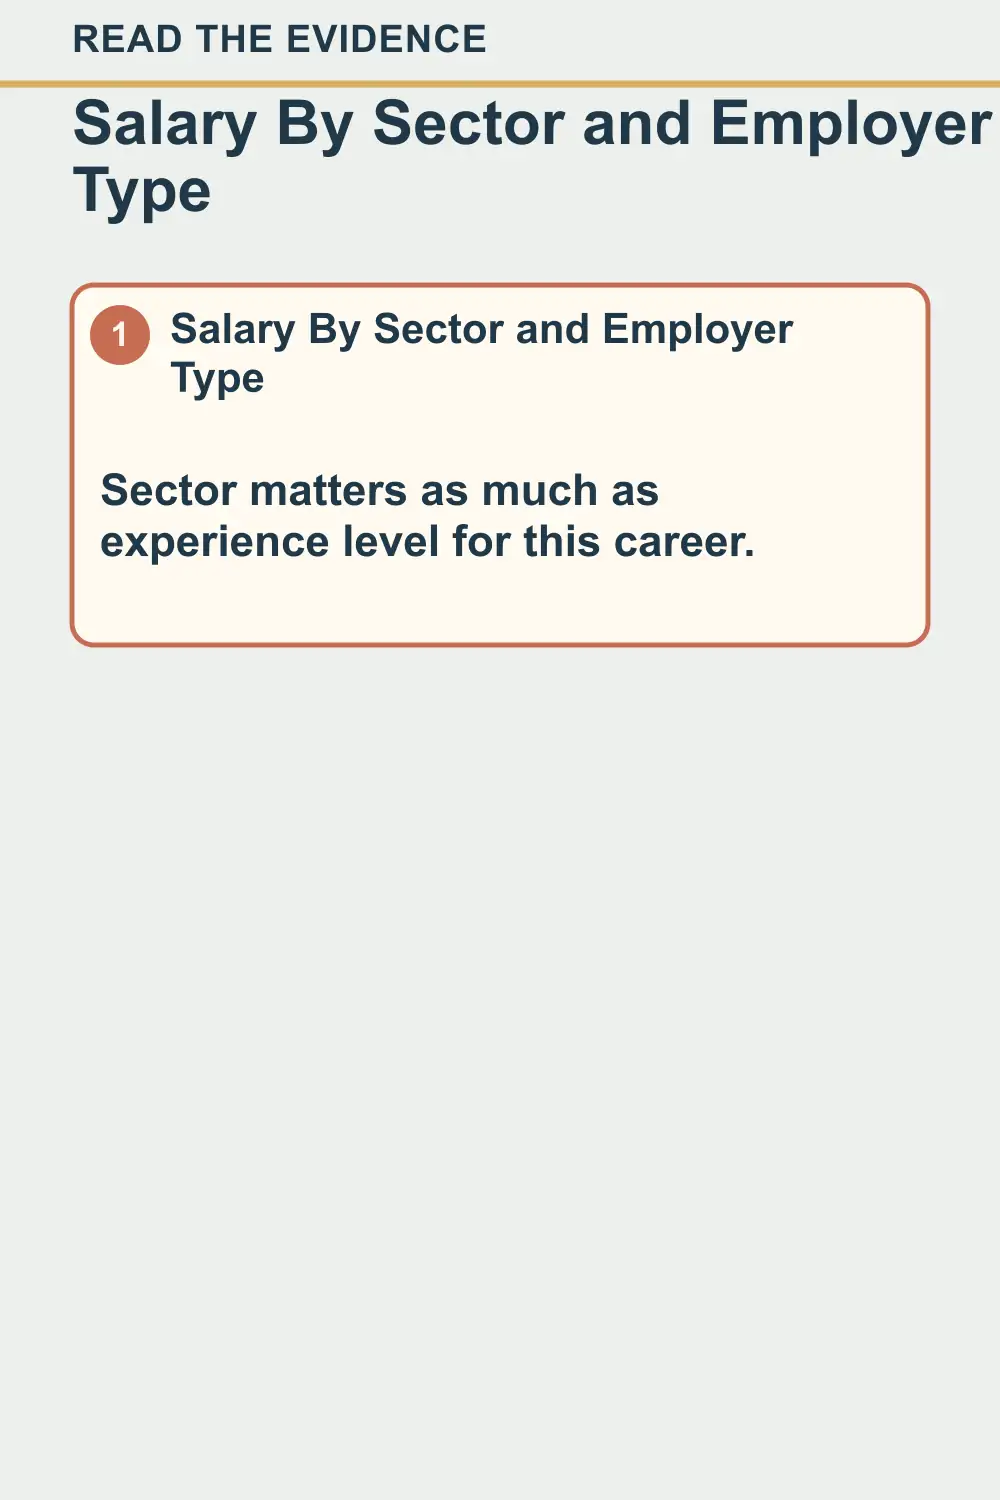 READ THE EVIDENCE
Salary By Sector and Employer
Type
1
Salary By Sector and Employer
Type
Sector matters as much as
experience level for this career.